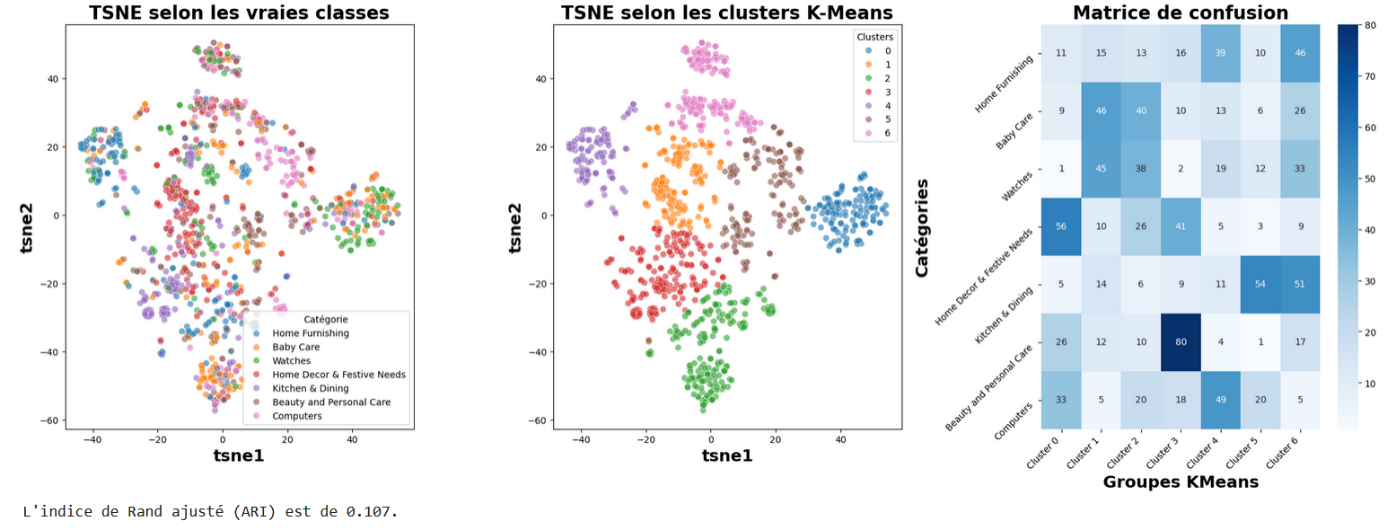 TSNE selon les vraies classes
40
20
0
−20
−40
−60
tsne2
−40
−20
0
20
40
tsne1
Catégorie
Home Furnishing
Baby Care
Watches
Home Decor & Festive Needs
Kitchen & Dining
Beauty and Personal Care
Computers
TSNE selon les clusters K-Means
Clusters
0
1
2
3
4
5
6
40
20
0
−20
−40
−60
tsne2
−40
−20
0
20
40
tsne1
Matrice de confusion
Catégories
Home Furnishing 11 15 13 16 39 10 46
Baby Care 9 46 40 10 13 6 26
Watches 1 45 38 2 19 12 33
Home Decor & Festive Needs 56 10 26 41 5 3 9
Kitchen & Dining 5 14 6 9 11 54 51
Beauty and Personal Care 26 12 10 80 4 1 17
Computers 33 5 20 18 49 20 5
Cluster 0 Cluster 1 Cluster 2 Cluster 3 Cluster 4 Cluster 5 Cluster 6
Groupes KMeans
80
70
60
50
40
30
20
10
L'indice de Rand ajusté (ARI) est de 0.107.